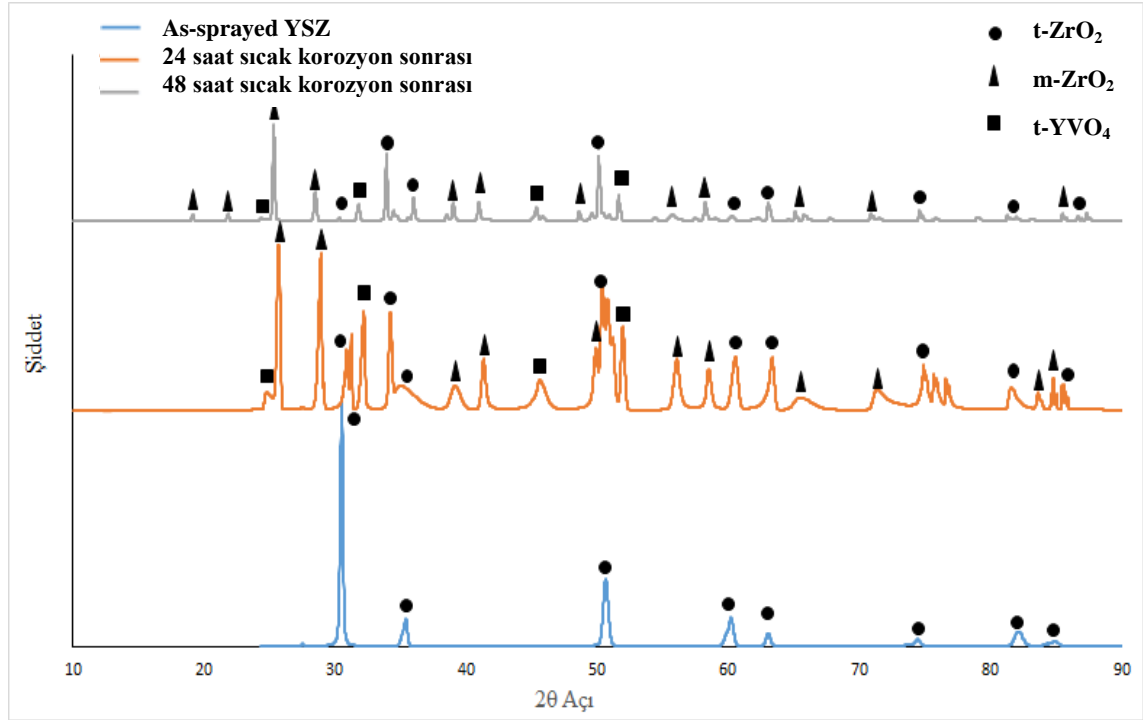 As-sprayed YSZ
24 saat sıcak korozyon sonrası
48 saat sıcak korozyon sonrası
t-ZrO₂
m-ZrO₂
t-YVO₄
Şiddet
10 20 30 40 50 60 70 80 90
2θ Açı